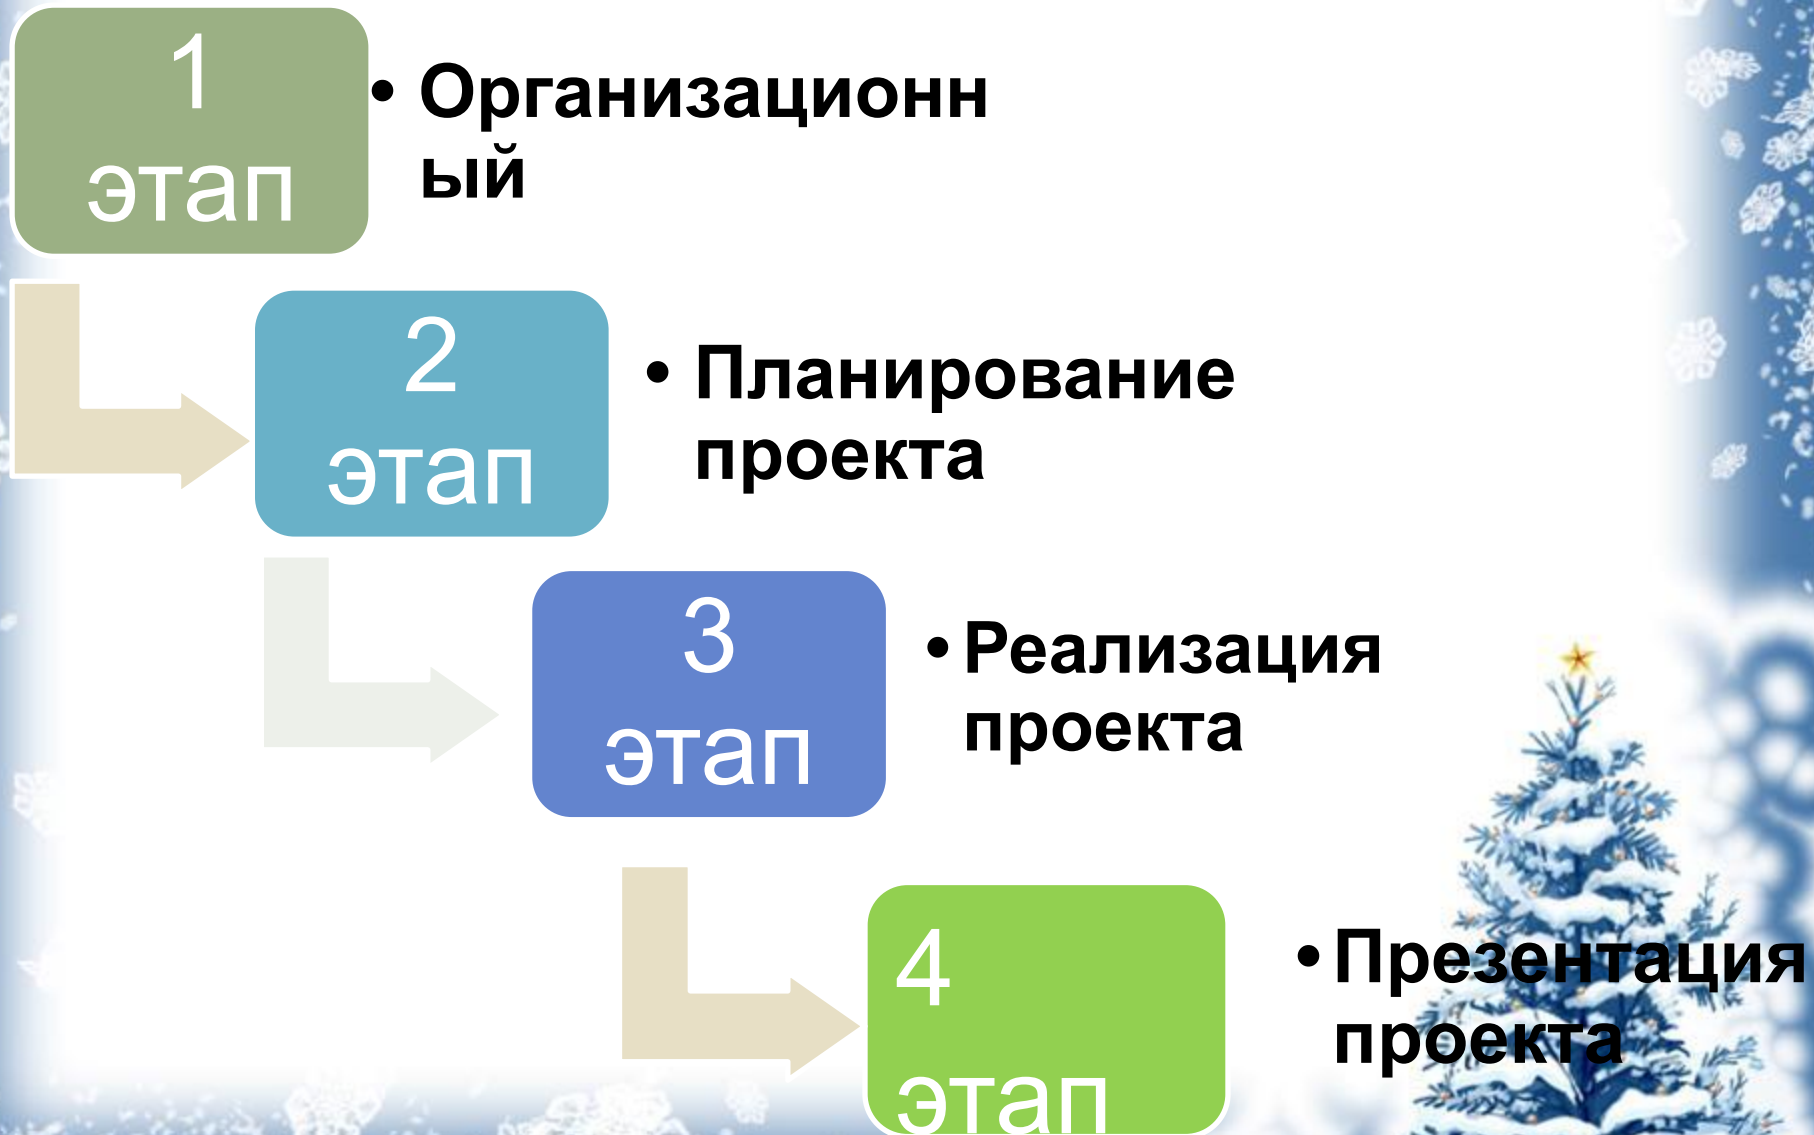 1
этап
• Организационн
ый
2
этап
• Планирование
проекта
3
этап
• Реализация
проекта
4
этап
• Презентация
проекта